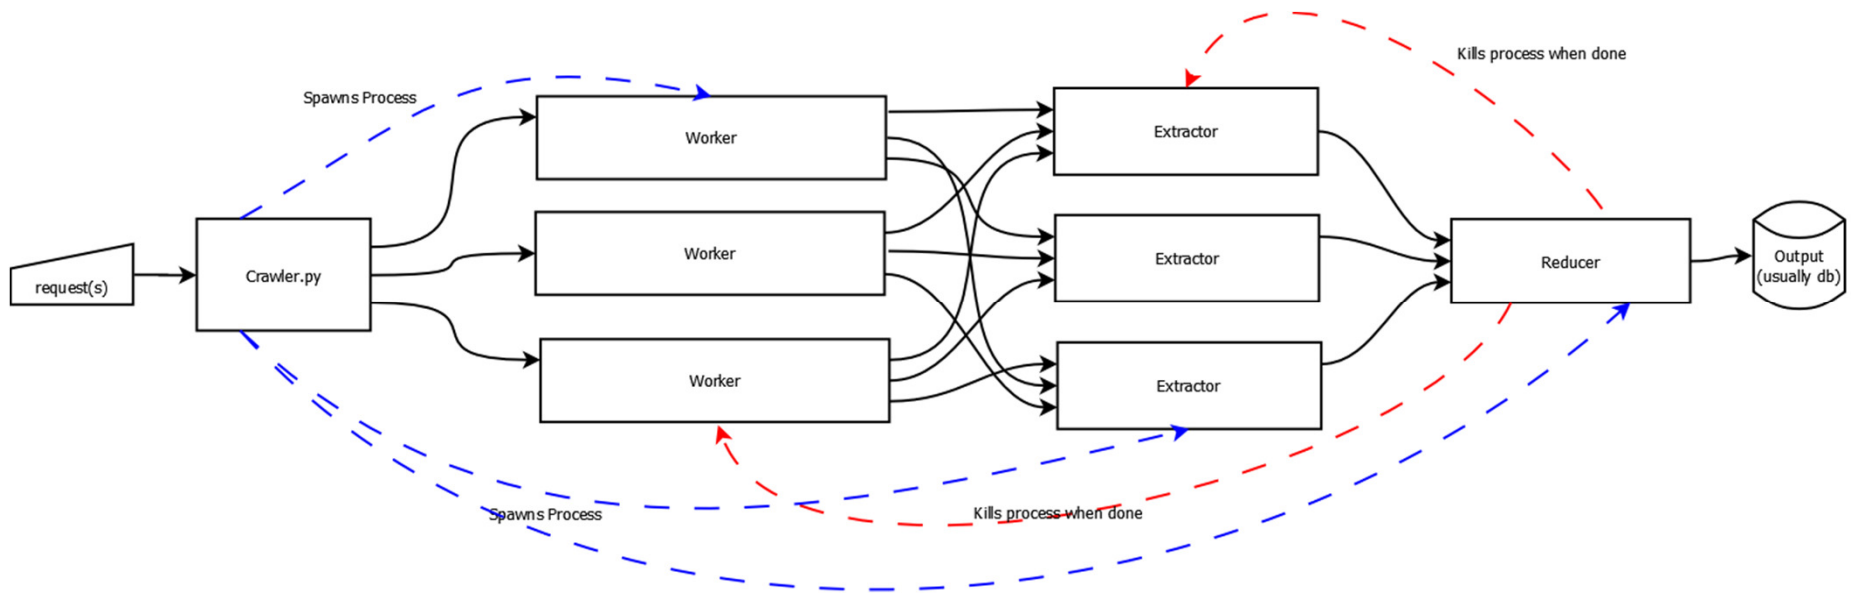 Kills process when done
Spawns Process
Worker
Extractor
Worker
Extractor
Reducer
Output
(usually db)
request(s)
Crawler.py
Worker
Extractor
Spawns Process
Kills process when done